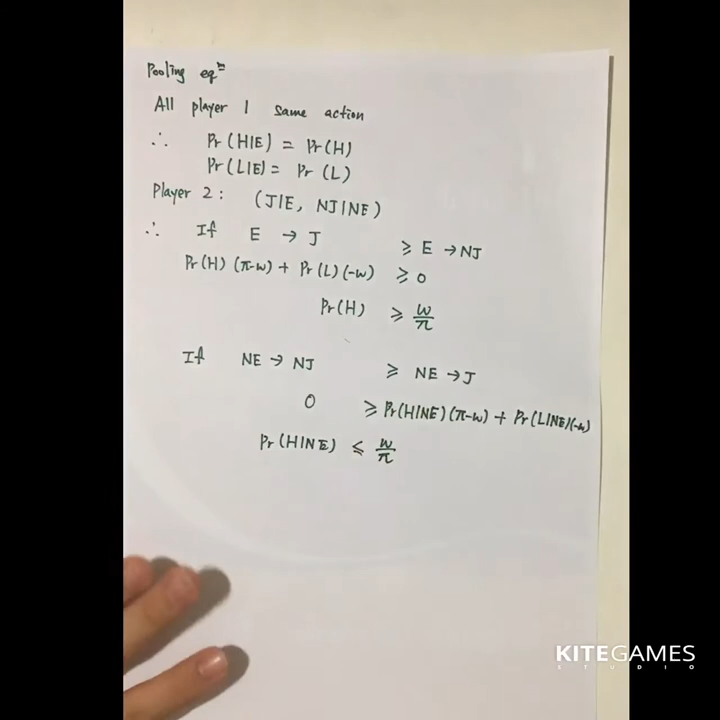 Pooling eqⁿ
All player 1 same action
∴ Pr(H|E) = Pr(H)
Pr(L|E) = Pr(L)
Player 2: (J|E, NJ|NE)
∴ If E → J ≥ E → NJ
Pr(H)(π-w) + Pr(L)(-w) ≥ 0
Pr(H) ≥ w/π
If NE → NJ ≥ NE → J
0 ≥ Pr(H|NE)(π-w) + Pr(L|NE)(-w)
Pr(H|NE) ≤ w/π
KITEGAMES
STUDIO